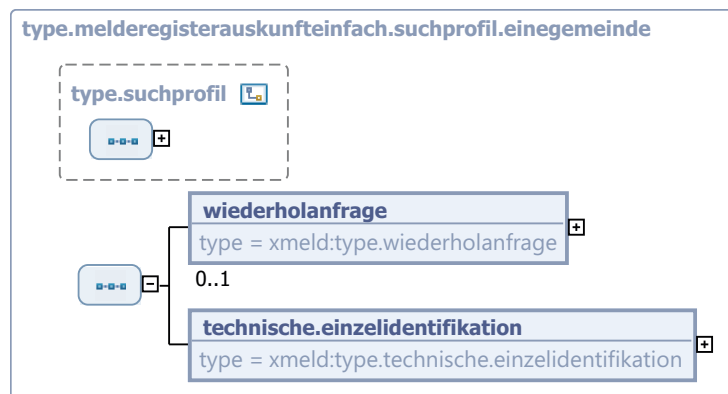 type.melderegisterauskunfteinfach.suchprofil.einegemeinde
type.suchprofil
wiederholanfrage
type = xmeld:type.wiederholanfrage
0..1
technische.einzelidentifikation
type = xmeld:type.technische.einzelidentifikation